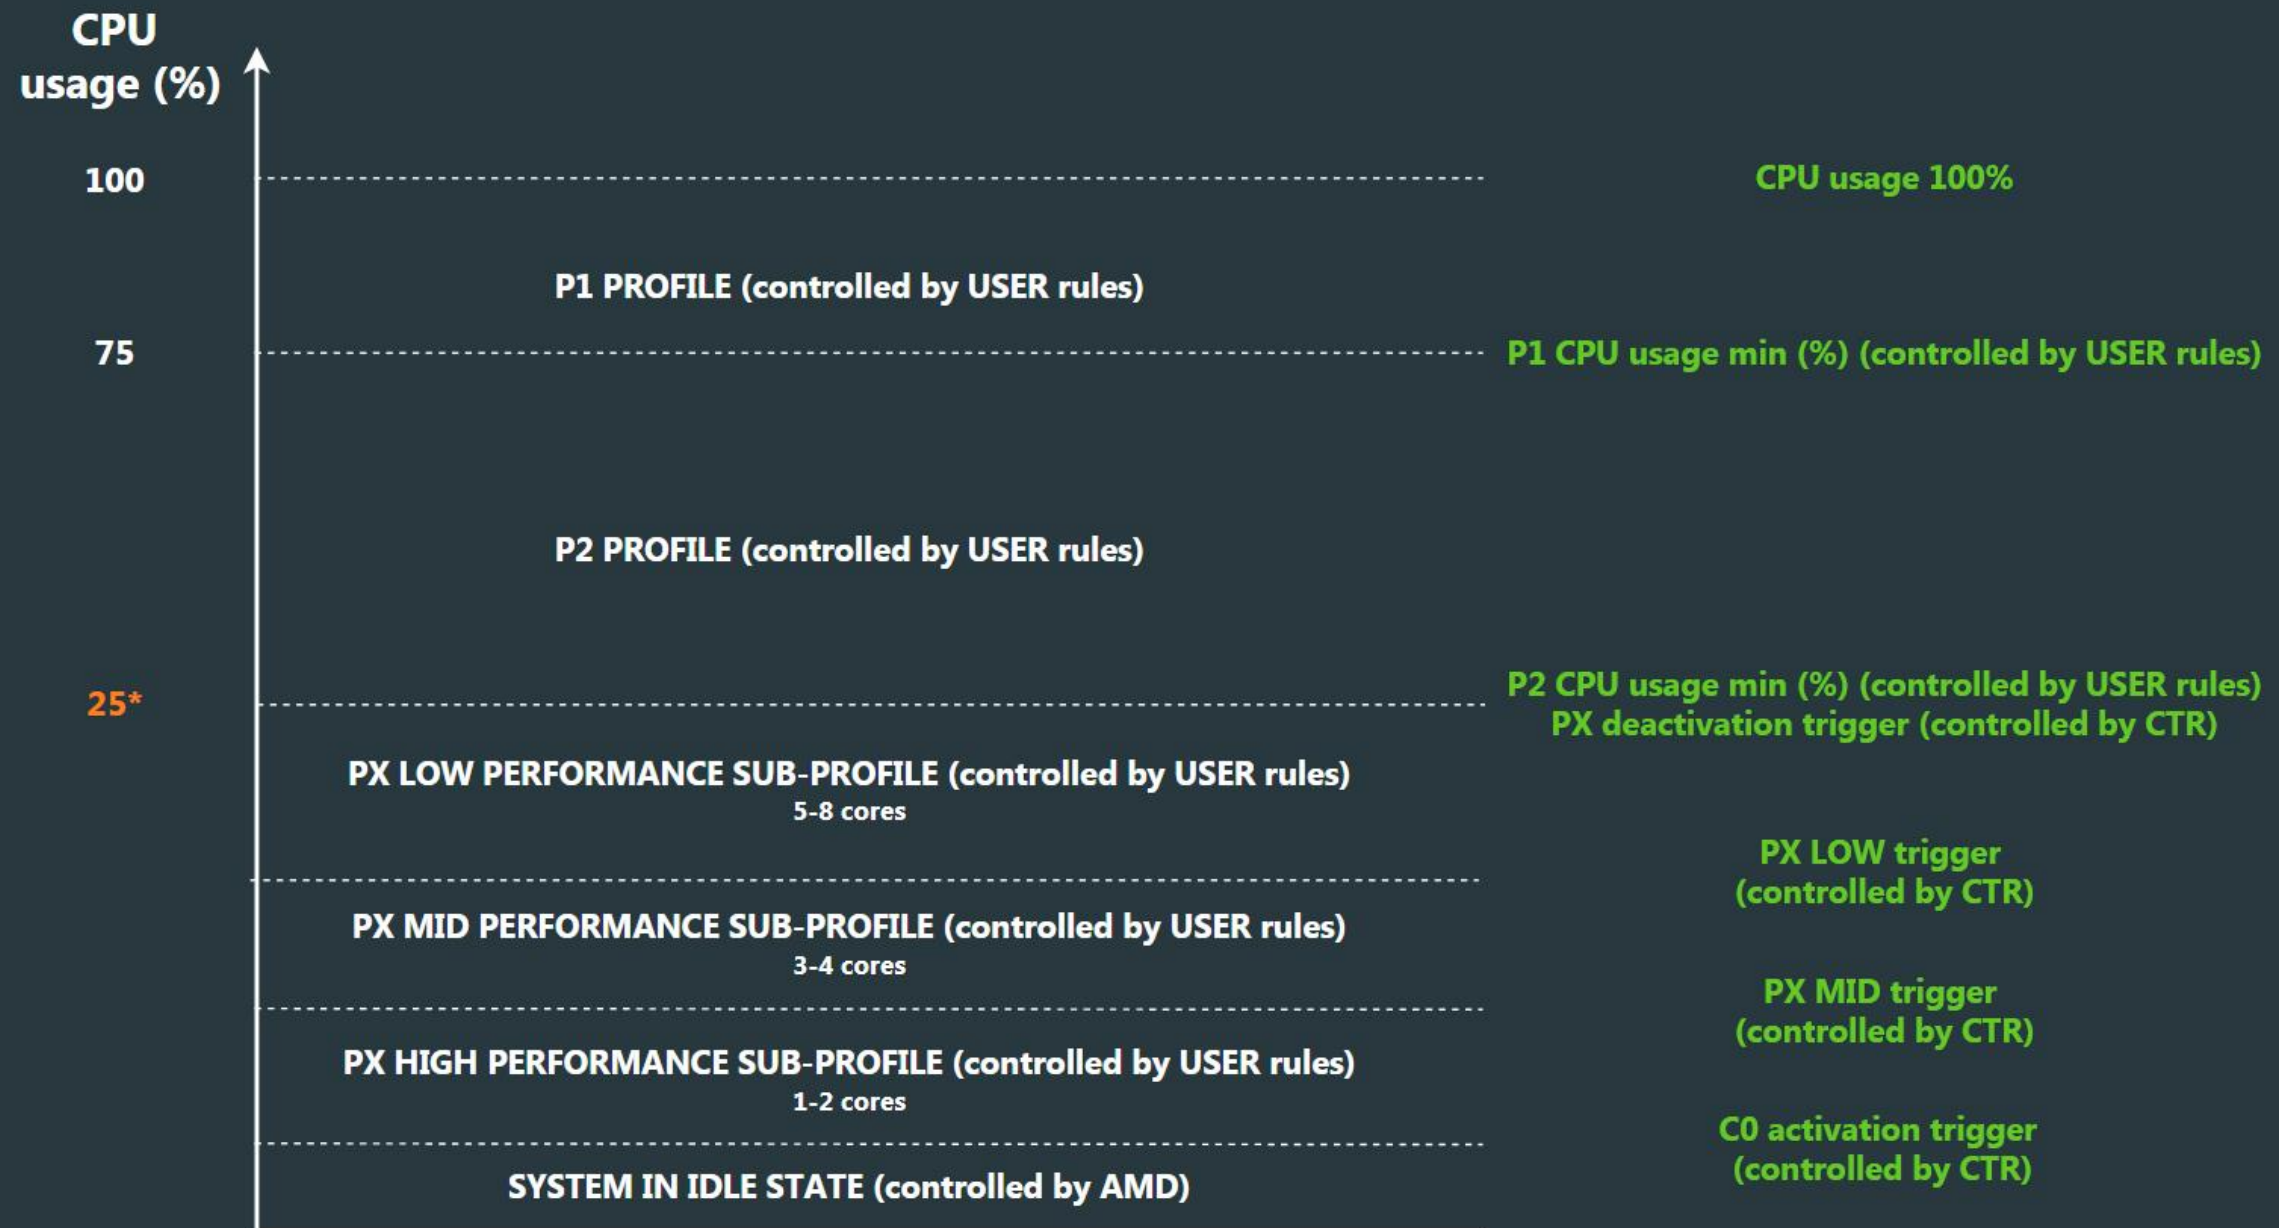 CPU
usage (%)
100
CPU usage 100%
P1 PROFILE (controlled by USER rules)
75
P1 CPU usage min (%) (controlled by USER rules)
P2 PROFILE (controlled by USER rules)
25*
P2 CPU usage min (%) (controlled by USER rules)
PX deactivation trigger (controlled by CTR)
PX LOW PERFORMANCE SUB-PROFILE (controlled by USER rules)
5-8 cores
PX LOW trigger
(controlled by CTR)
PX MID PERFORMANCE SUB-PROFILE (controlled by USER rules)
3-4 cores
PX MID trigger
(controlled by CTR)
PX HIGH PERFORMANCE SUB-PROFILE (controlled by USER rules)
1-2 cores
C0 activation trigger
(controlled by CTR)
SYSTEM IN IDLE STATE (controlled by AMD)